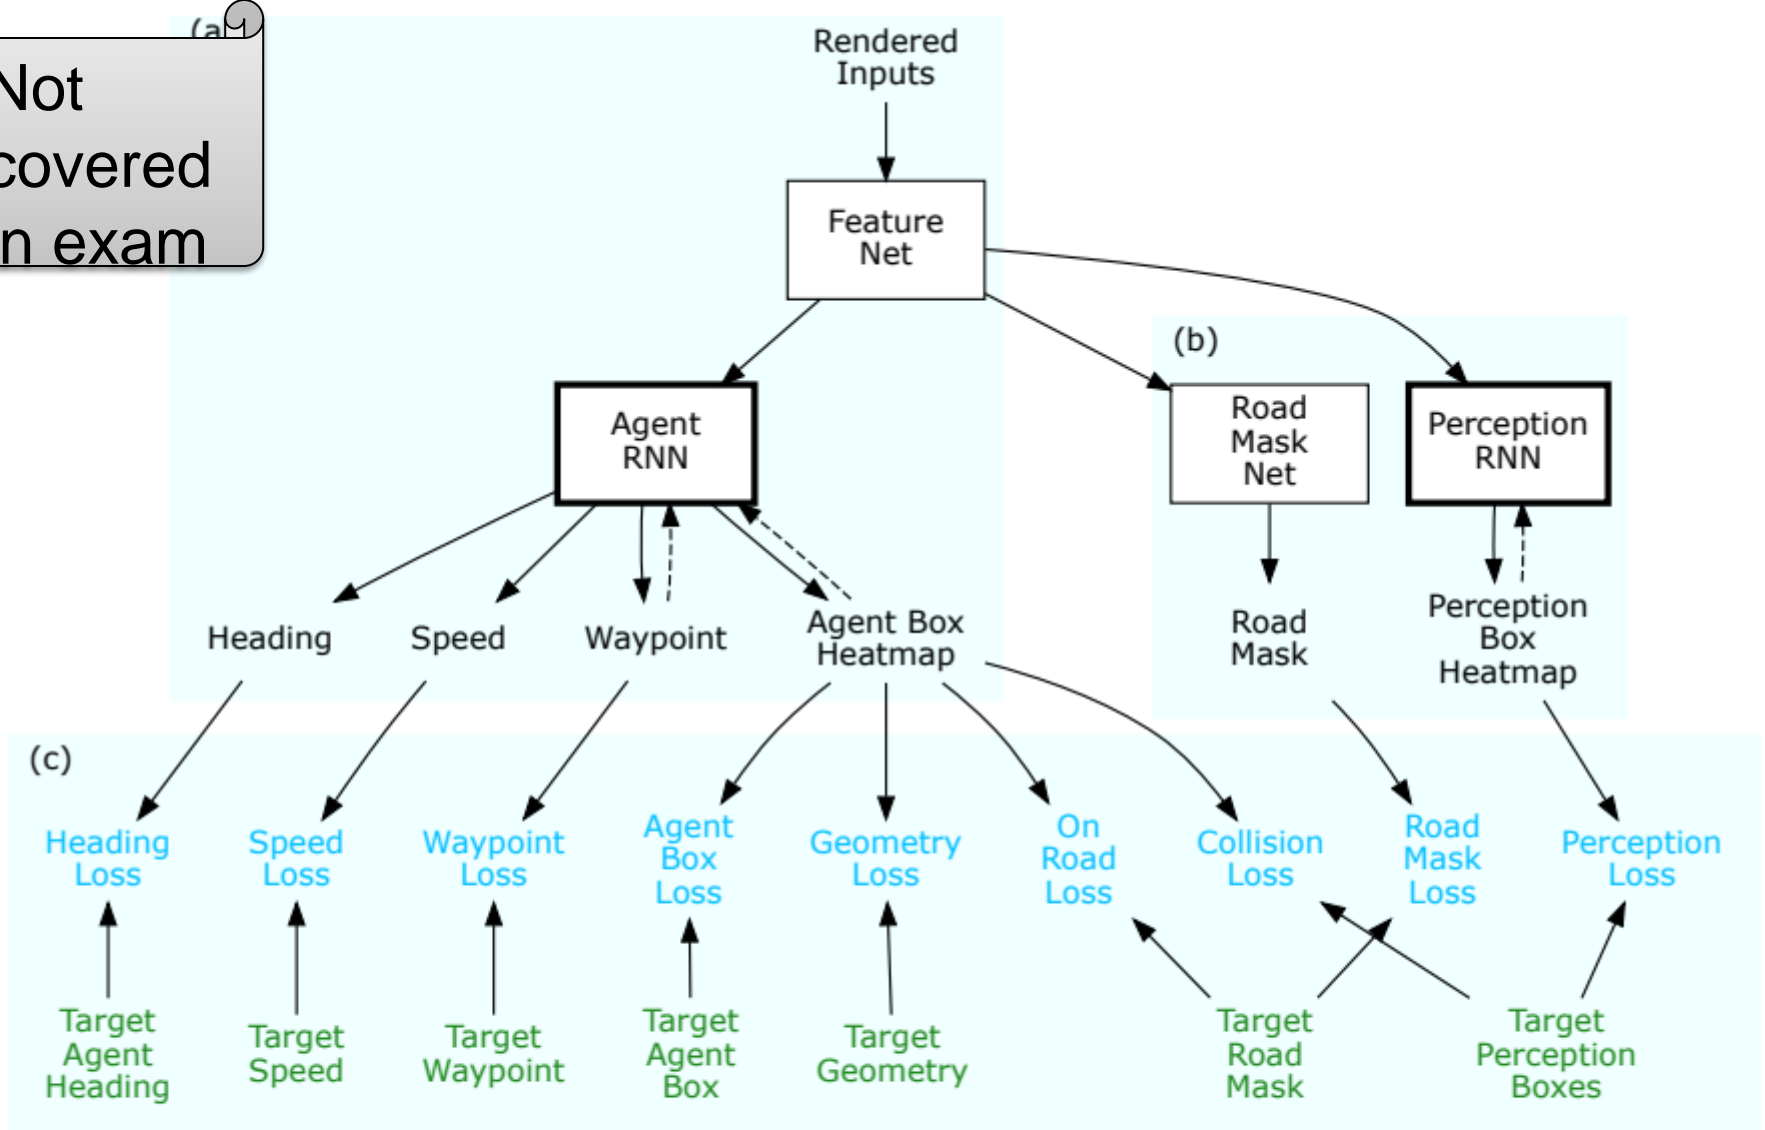 (a
Not
covered
n exam
Rendered
Inputs
Feature
Net
(b)
Agent
RNN
Road
Mask
Net
Perception
RNN
Heading
Speed
Waypoint
Agent Box
Heatmap
Road
Mask
Perception
Box
Heatmap
(c)
Heading
Loss
Speed
Loss
Waypoint
Loss
Agent
Box
Loss
Geometry
Loss
On
Road
Loss
Collision
Loss
Road
Mask
Loss
Perception
Loss
Target
Agent
Heading
Target
Speed
Target
Waypoint
Target
Agent
Box
Target
Geometry
Target
Road
Mask
Target
Perception
Boxes